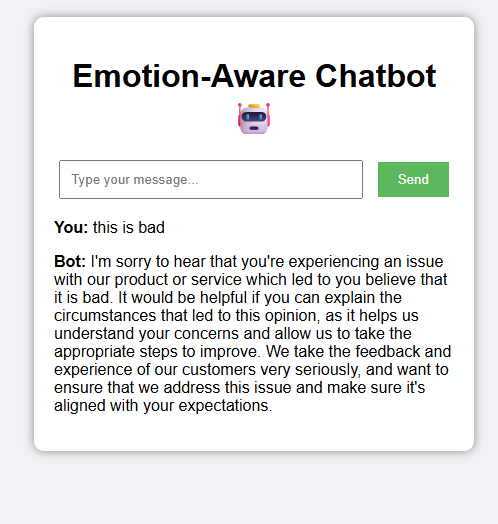 Emotion-Aware Chatbot
Type your message...
Send
You: this is bad
Bot: I'm sorry to hear that you're experiencing an issue
with our product or service which led to you believe that
it is bad. It would be helpful if you can explain the
circumstances that led to this opinion, as it helps us
understand your concerns and allow us to take the
appropriate steps to improve. We take the feedback and
experience of our customers very seriously, and want to
ensure that we address this issue and make sure it's
aligned with your expectations.